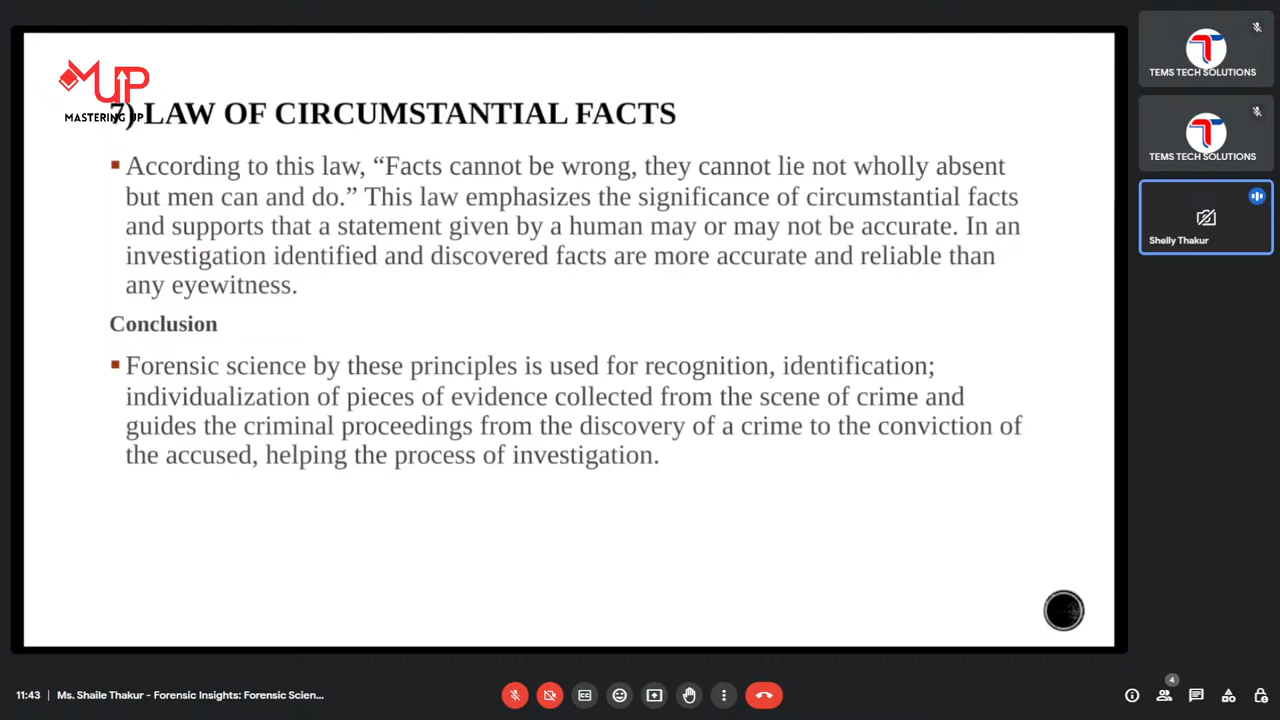 MUP
MASTERING UP
7) LAW OF CIRCUMSTANTIAL FACTS
According to this law, “Facts cannot be wrong, they cannot lie not wholly absent
but men can and do.” This law emphasizes the significance of circumstantial facts
and supports that a statement given by a human may or may not be accurate. In an
investigation identified and discovered facts are more accurate and reliable than
any eyewitness.
Conclusion
Forensic science by these principles is used for recognition, identification;
individualization of pieces of evidence collected from the scene of crime and
guides the criminal proceedings from the discovery of a crime to the conviction of
the accused, helping the process of investigation.
TEMS TECH SOLUTIONS
TEMS TECH SOLUTIONS
Shelly Thakur
11:43 Ms. Shaile Thakur - Forensic Insights: Forensic Scien...
4